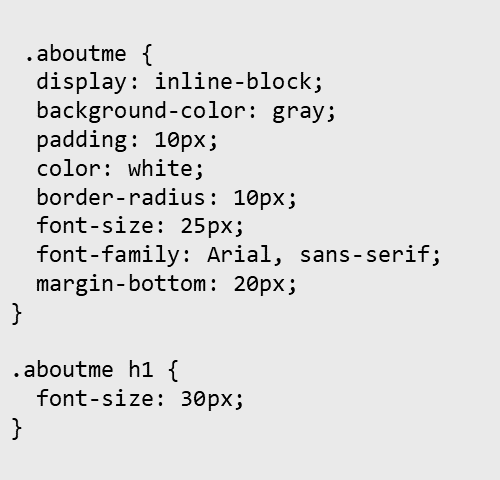 .aboutme {
display: inline-block;
background-color: gray;
padding: 10px;
color: white;
border-radius: 10px;
font-size: 25px;
font-family: Arial, sans-serif;
margin-bottom: 20px;
}
.aboutme h1 {
font-size: 30px;
}